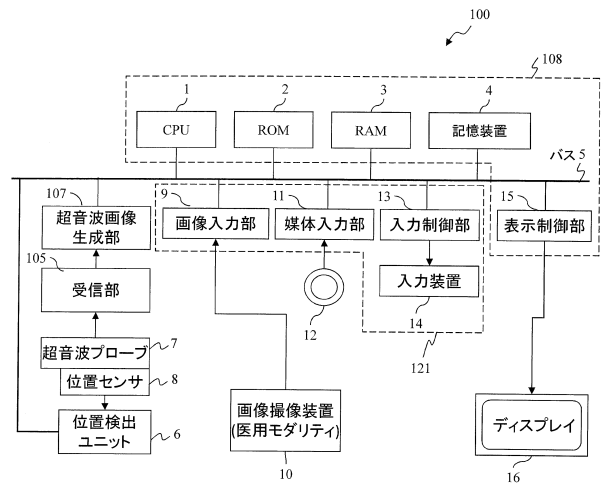 100
108
1
2
3
4
CPU
ROM
RAM
記憶装置
バス 5
107
9
11
13
15
超音波画像
生成部
画像入力部
媒体入力部
入力制御部
表示制御部
105
受信部
入力装置
12
14
121
超音波プローブ
7
位置センサ
8
位置検出
ユニット
6
画像撮像装置
(医用モダリティ)
10
ディスプレイ
16